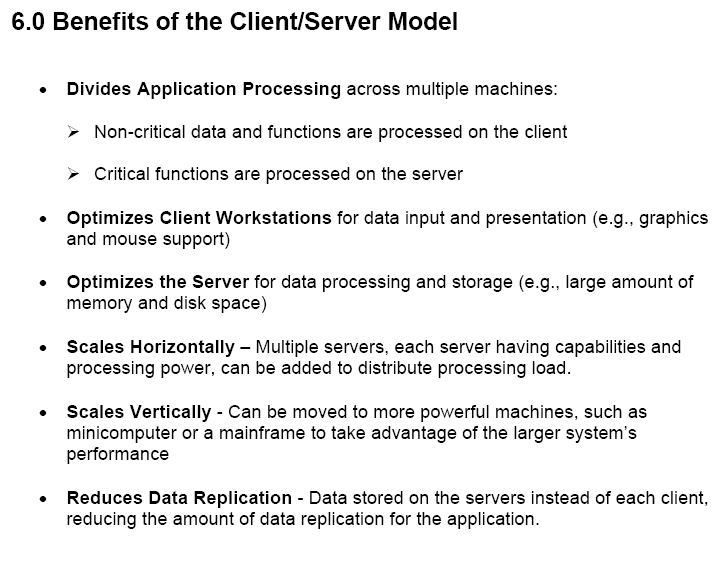 6.0 Benefits of the Client/Server Model
• Divides Application Processing across multiple machines:
➢ Non-critical data and functions are processed on the client
➢ Critical functions are processed on the server
• Optimizes Client Workstations for data input and presentation (e.g., graphics
and mouse support)
• Optimizes the Server for data processing and storage (e.g., large amount of
memory and disk space)
• Scales Horizontally – Multiple servers, each server having capabilities and
processing power, can be added to distribute processing load.
• Scales Vertically - Can be moved to more powerful machines, such as
minicomputer or a mainframe to take advantage of the larger system's
performance
• Reduces Data Replication - Data stored on the servers instead of each client,
reducing the amount of data replication for the application.